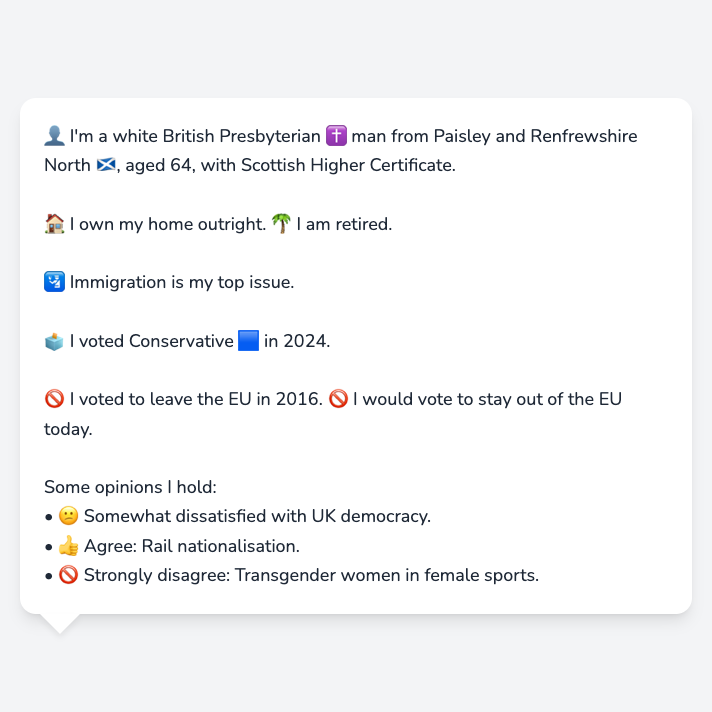 👤 I'm a white British Presbyterian ✝️ man from Paisley and Renfrewshire
North 🏴󠁧󠁢󠁳󠁣󠁴󠁿, aged 64, with Scottish Higher Certificate.
🏠 I own my home outright. 🌴 I am retired.
🛂 Immigration is my top issue.
🗳️ I voted Conservative 🟦 in 2024.
🚫 I voted to leave the EU in 2016. 🚫 I would vote to stay out of the EU
today.
Some opinions I hold:
• 😕 Somewhat dissatisfied with UK democracy.
• 👍 Agree: Rail nationalisation.
• 🚫 Strongly disagree: Transgender women in female sports.